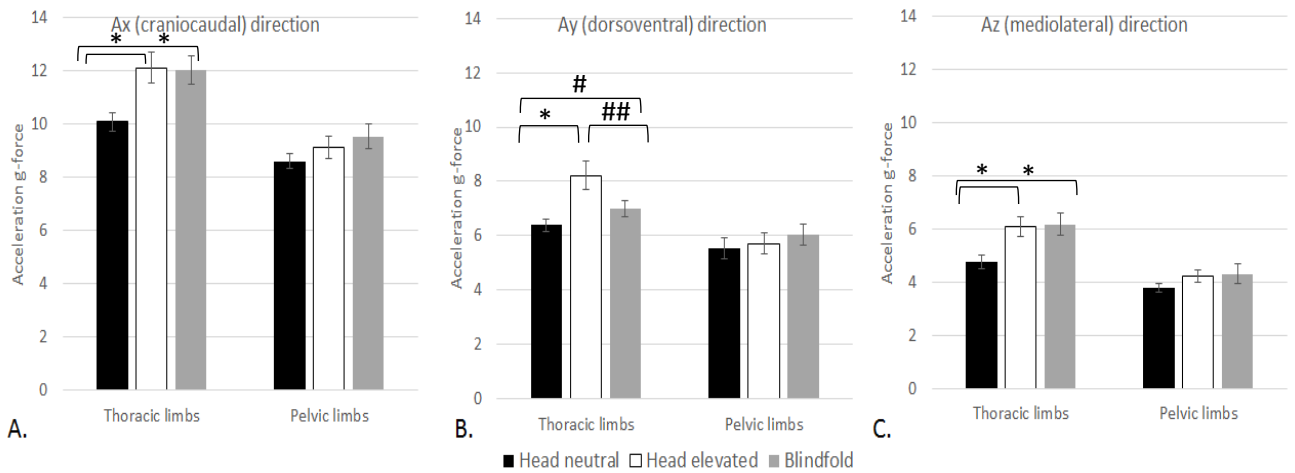 Ax (craniocaudal) direction
14
12
10
8
6
4
2
0
Acceleration g-force
* *
Thoracic limbs Pelvic limbs
A.
Ay (dorsoventral) direction
14
12
10
8
6
4
2
0
Acceleration g-force
#
* ##
Thoracic limbs Pelvic limbs
B.
Az (mediolateral) direction
14
12
10
8
6
4
2
0
Acceleration g-force
* *
Thoracic limbs Pelvic limbs
C.
Head neutral Head elevated Blindfold